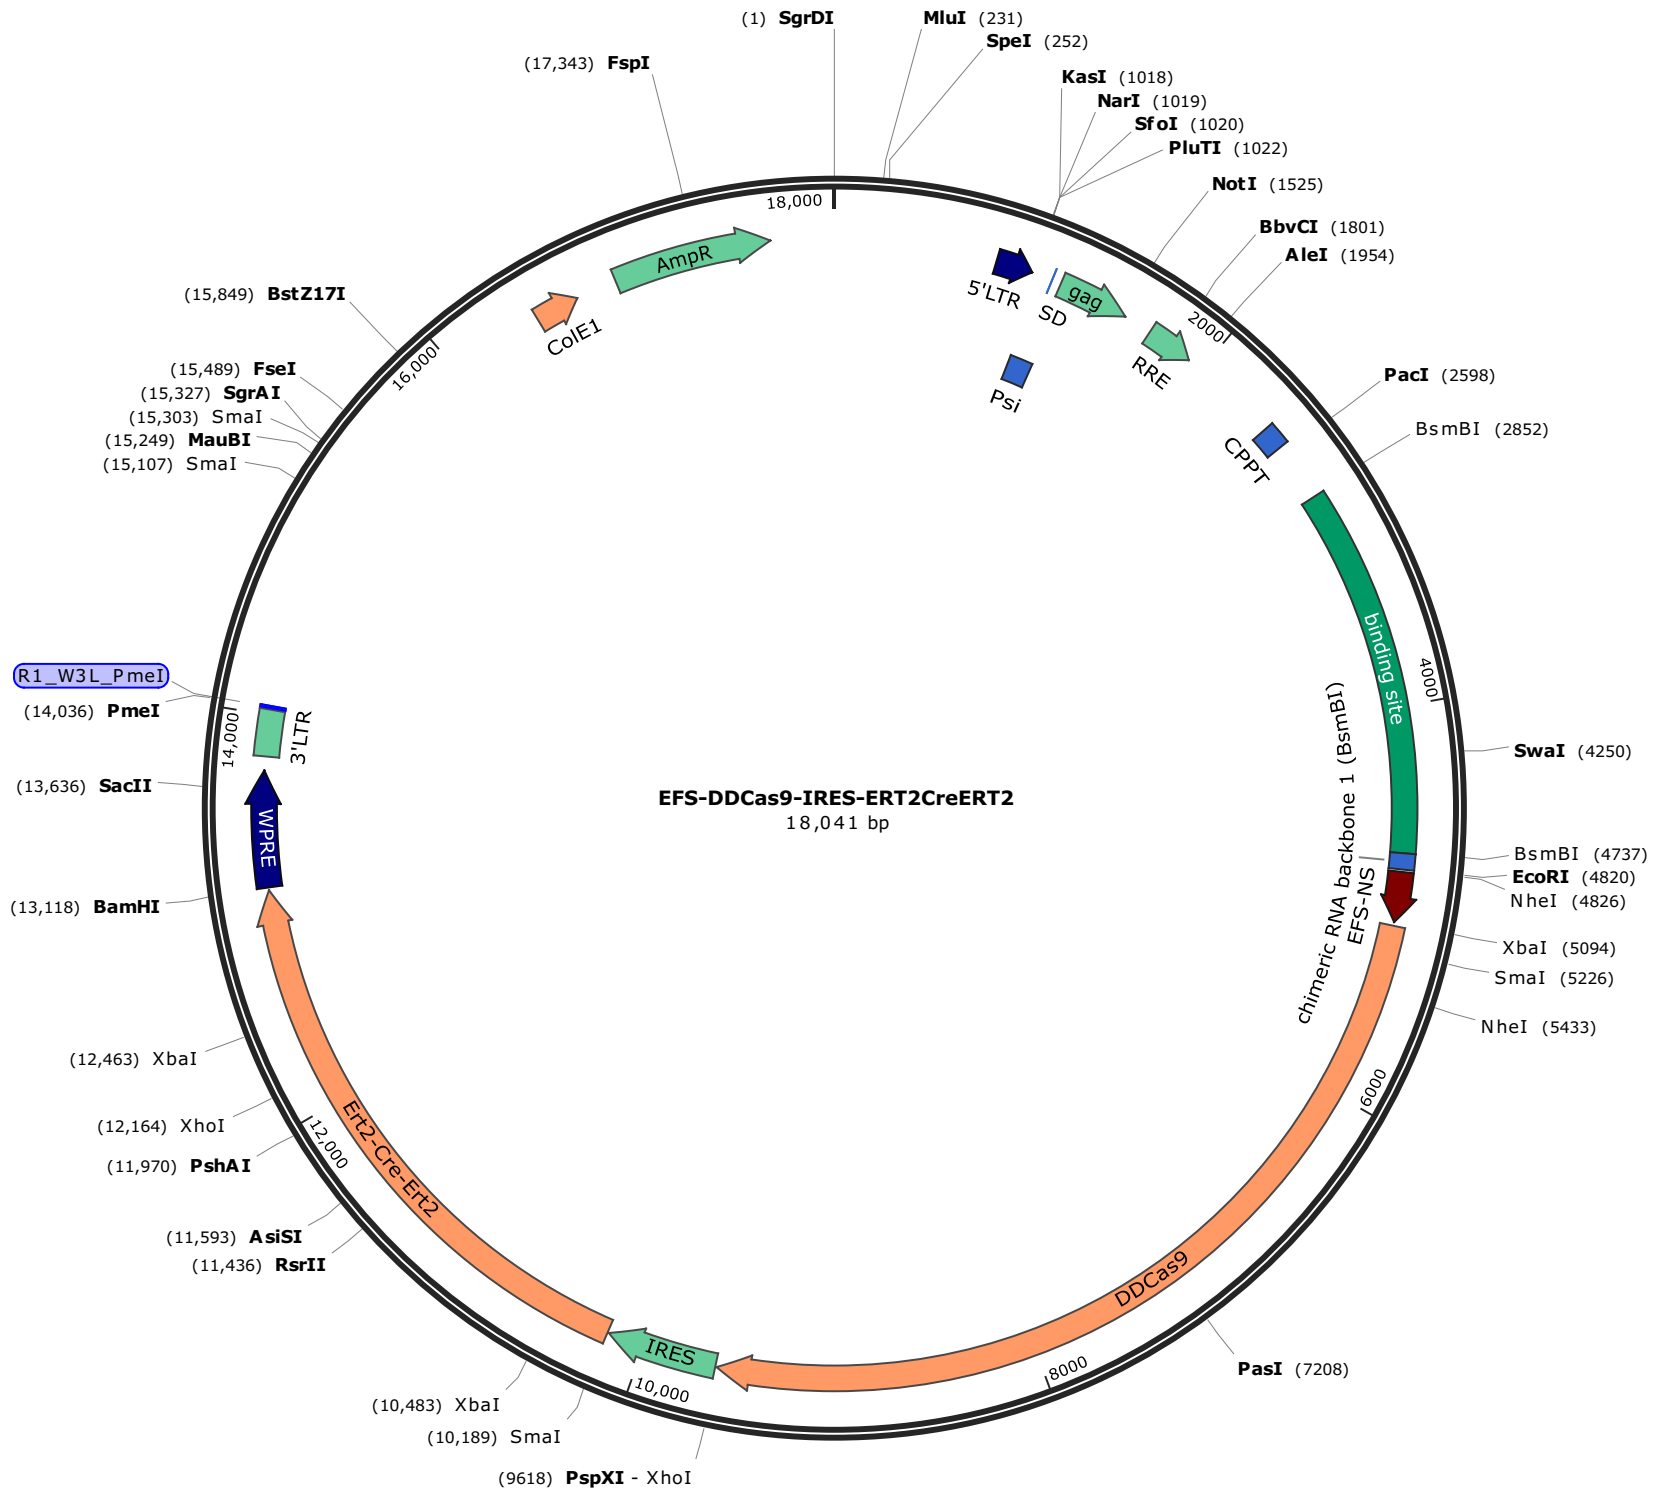 (1) SgrDI
MluI (231)
SpeI (252)
(17,343) FspI
KasI (1018)
NarI (1019)
SfoI (1020)
PluTI (1022)
NotI (1525)
BbvCI (1801)
AleI (1954)
18,000
AmpR
5'LTR
SD
gag
2000
(15,849) BstZ17I
ColE1
RRE
16,000
(15,489) FseI
(15,327) SgrAI
(15,303) SmaI
(15,249) MauBI
(15,107) SmaI
Psi
PacI (2598)
BsmBI (2852)
CPPT
binding site
4000
R1_W3L_PmeI
(14,036) PmeI
14,000
3'LTR
SwaI (4250)
(13,636) SacII
EFS-DDCas9-IRES-ERT2CreERT2
18,041 bp
WPRE
chimeric RNA backbone 1 (BsmBI)
EFS-NS
BsmBI (4737)
EcoRI (4820)
NheI (4826)
(13,118) BamHI
XbaI (5094)
SmaI (5226)
NheI (5433)
(12,463) XbaI
6000
(12,164) XhoI
(11,970) PshAI
12,000
Ert2-Cre-Ert2
(11,593) AsiSI
(11,436) RsrII
DDCas9
IRES
8000
PasI (7208)
10,000
(10,483) XbaI
(10,189) SmaI
(9618) PspXI - XhoI